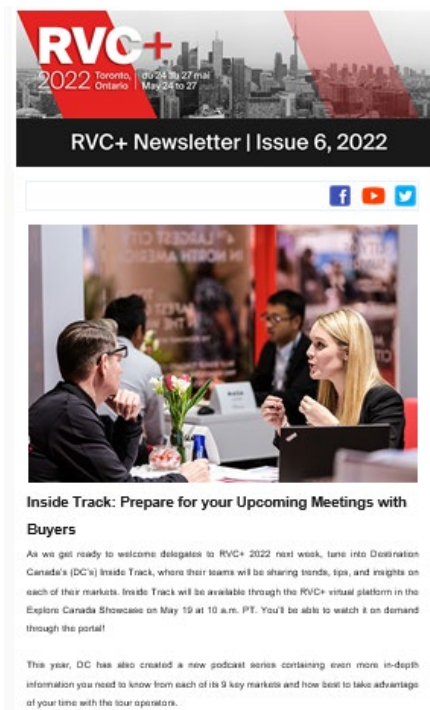 RVC+
2022 Toronto, Ontario | du 24 au 27 mai May 24 to 27
RVC+ Newsletter | Issue 6, 2022
4TH LARGEST CITY
IN NORTH AMERICA
Inside Track: Prepare for your Upcoming Meetings with
Buyers
As we get ready to welcome delegates to RVC+ 2022 next week, tune into Destination
Canada's (DC's) Inside Track, where their teams will be sharing trends, tips, and insights on
each of their markets. Inside Track will be available through the RVC+ virtual platform in the
Explore Canada Showcase on May 19 at 10 a.m. PT. You'll be able to watch it on demand
through the portal!
This year, DC has also created a new podcast series containing even more in-depth
information you need to know from each of its 9 key markets and how best to take advantage
of your time with the tour operators.